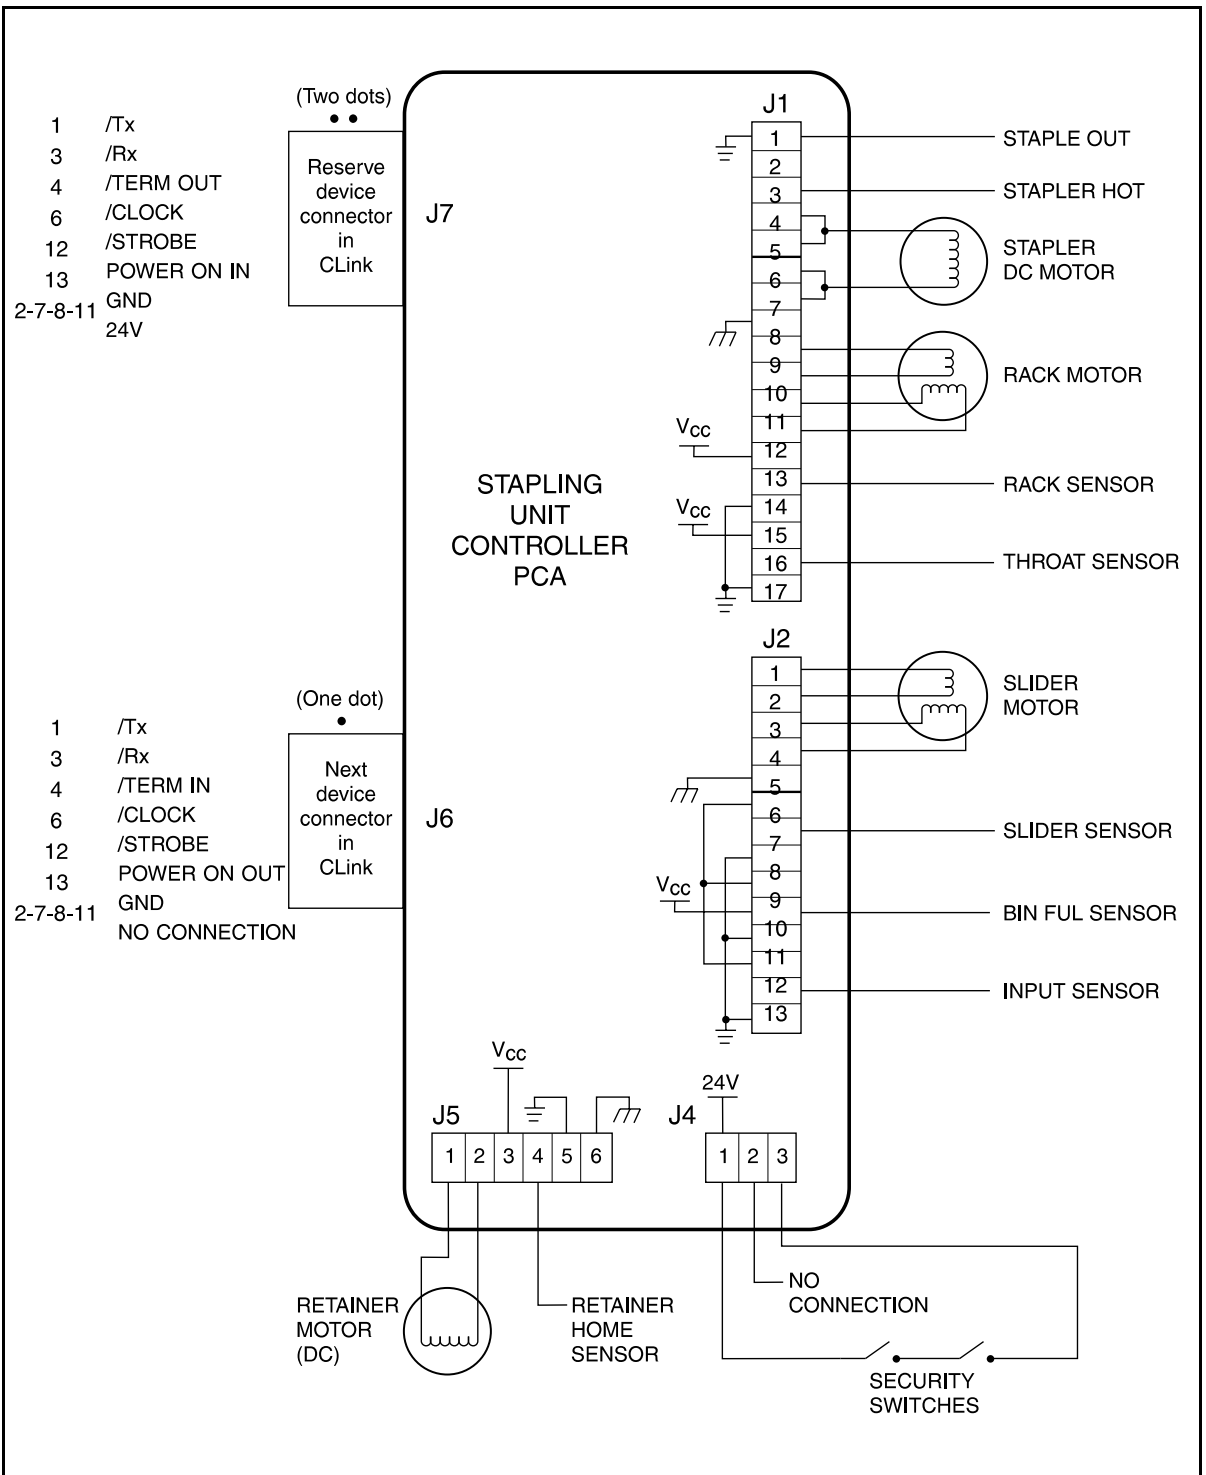 (Two dots)
1 /Tx
3 /Rx
4 /TERM OUT
6 /CLOCK
12 /STROBE
13 POWER ON IN
2-7-8-11 GND
24V
Reserve
device
connector
in
CLink
J7
(One dot)
1 /Tx
3 /Rx
4 /TERM IN
6 /CLOCK
12 /STROBE
13 POWER ON OUT
2-7-8-11 GND
NO CONNECTION
Next
device
connector
in
CLink
J6
STAPLING
UNIT
CONTROLLER
PCA
J1
1
2
3
4
5
6
7
8
9
10
11
12
13
14
15
16
17
VCC
VCC
STAPLE OUT
STAPLER HOT
STAPLER
DC MOTOR
RACK MOTOR
RACK SENSOR
THROAT SENSOR
J2
1
2
3
4
5
6
7
8
9
10
11
12
13
VCC
SLIDER
MOTOR
SLIDER SENSOR
BIN FUL SENSOR
INPUT SENSOR
VCC
J5
1 2 3 4 5 6
24V
J4
1 2 3
RETAINER
MOTOR
(DC)
RETAINER
HOME
SENSOR
NO
CONNECTION
SECURITY
SWITCHES